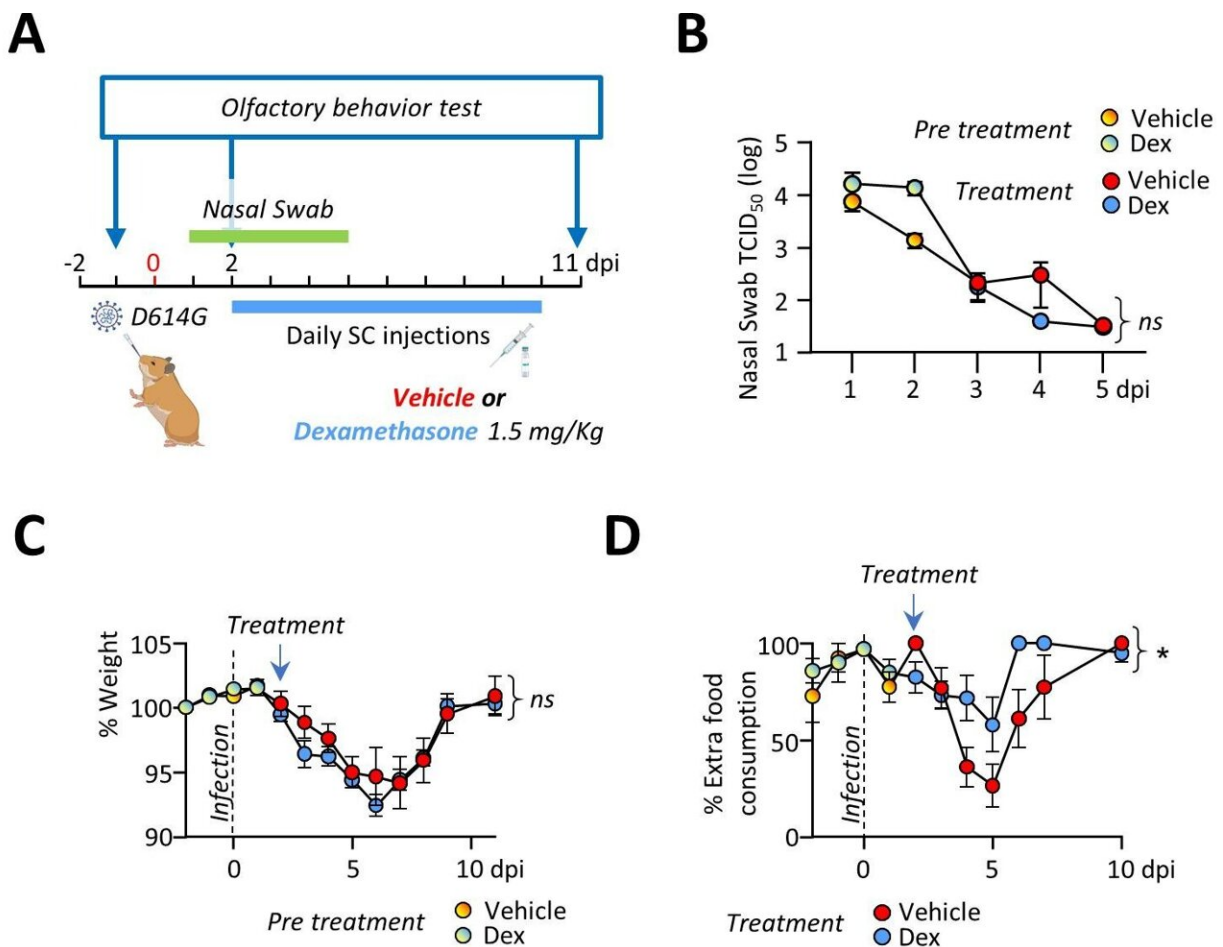 A
Olfactory behavior test
Nasal Swab
-2 0 2 11 dpi
D614G
Daily SC injections
Vehicle or
Dexamethasone 1.5 mg/Kg
B
Pre treatment
Vehicle
Dex
Treatment
Vehicle
Dex
Nasal Swab TCID50 (log)
5
4
3
2
1
ns
1 2 3 4 5 dpi
C
Treatment
% Weight
105
100
95
90
Infection
ns
0 5 10 dpi
Pre treatment
Vehicle
Dex
D
Treatment
% Extra food
consumption
100
50
0
Infection
*
0 5 10 dpi
Treatment
Vehicle
Dex